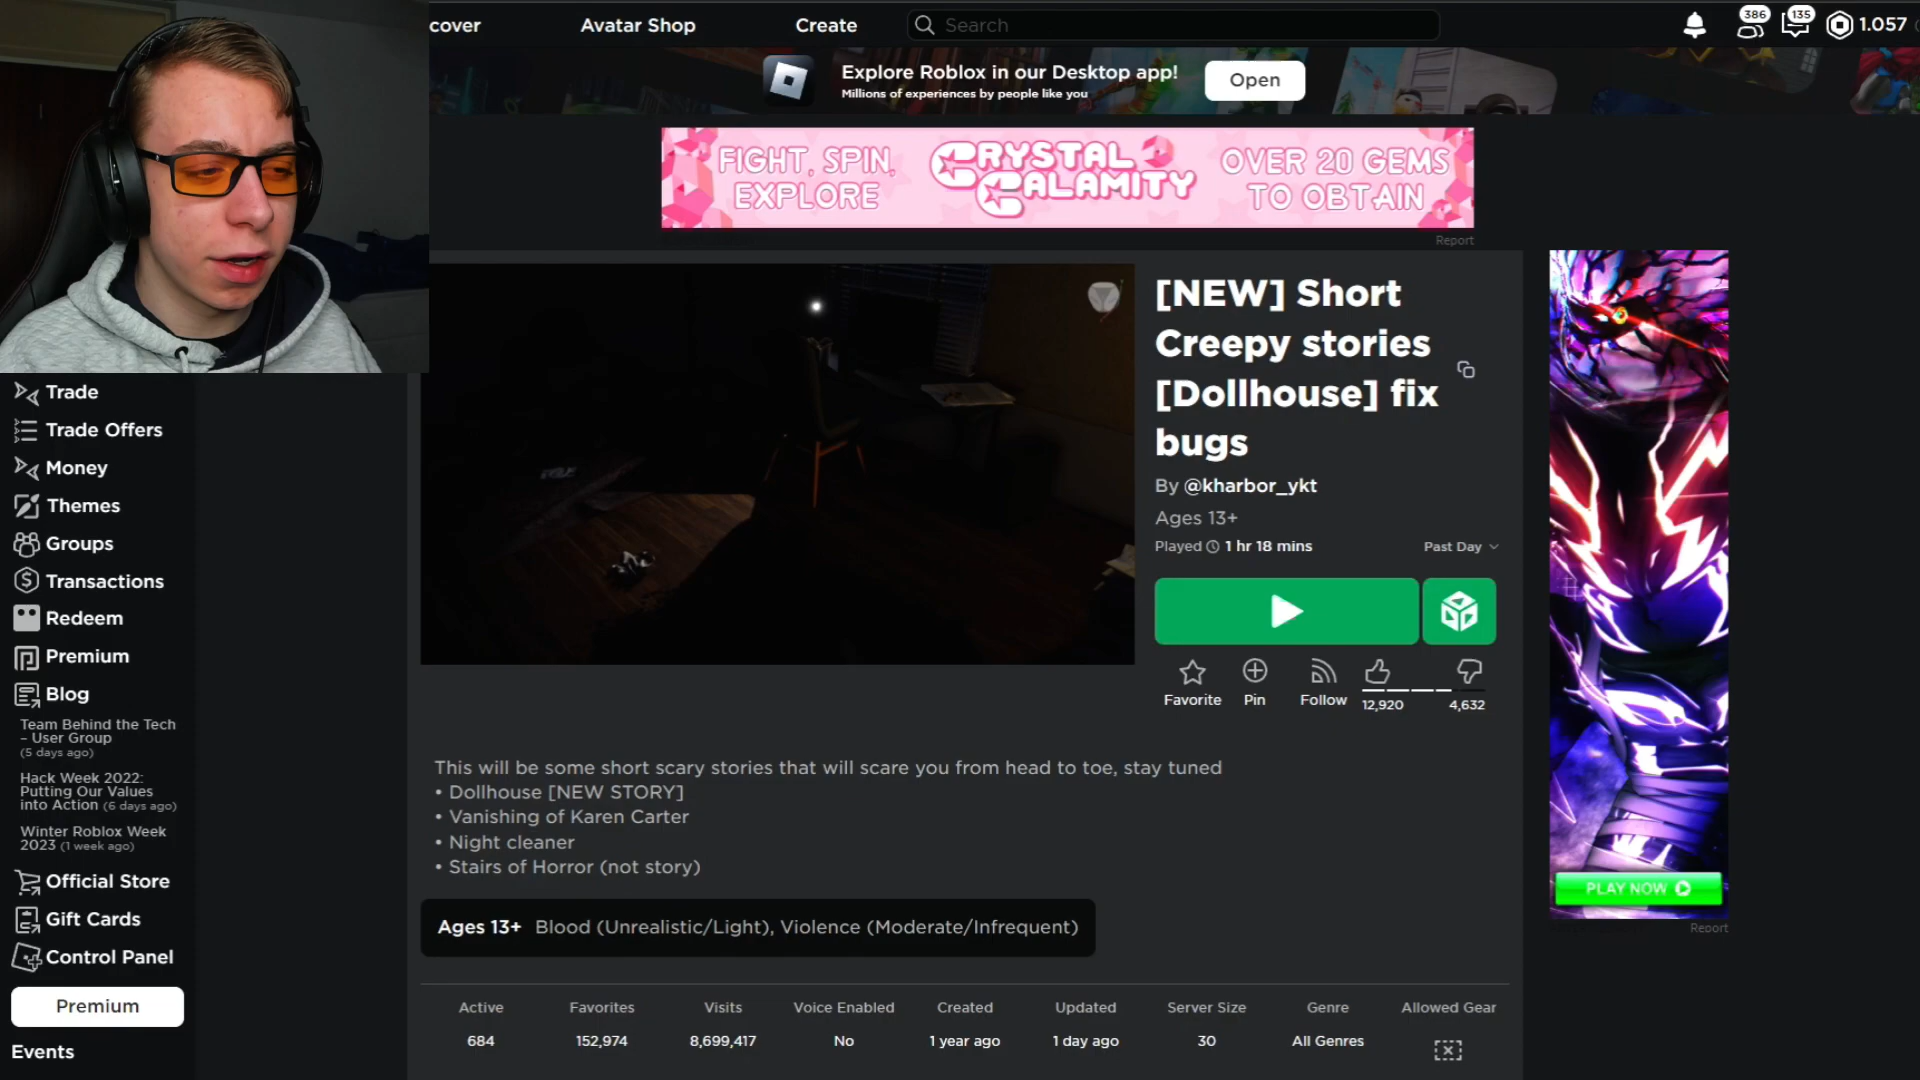 cover
Avatar Shop
Create
Search
386
135
1.057
Explore Roblox in our Desktop app!
Millions of experiences by people like you
Open
FIGHT, SPIN, EXPLORE
CRYSTAL CALAMITY
OVER 20 GEMS TO OBTAIN
Report
[NEW] Short
Creepy stories
[Dollhouse] fix
bugs
By @kharbor_ykt
Ages 13+
Played 1 hr 18 mins
Past Day
Favorite
Pin
Follow
12,920
4,632
Trade
Trade Offers
Money
Themes
Groups
Transactions
Redeem
Premium
Blog
Team Behind the Tech
– User Group
(5 days ago)
Hack Week 2022:
Putting Our Values
into Action (6 days ago)
Winter Roblox Week
2023 (1 week ago)
Official Store
Gift Cards
Control Panel
Premium
Events
This will be some short scary stories that will scare you from head to toe, stay tuned
• Dollhouse [NEW STORY]
• Vanishing of Karen Carter
• Night cleaner
• Stairs of Horror (not story)
Ages 13+ Blood (Unrealistic/Light), Violence (Moderate/Infrequent)
Active Favorites Visits Voice Enabled Created Updated Server Size Genre Allowed Gear
684 152,974 8,699,417 No 1 year ago 1 day ago 30 All Genres
PLAY NOW
Report